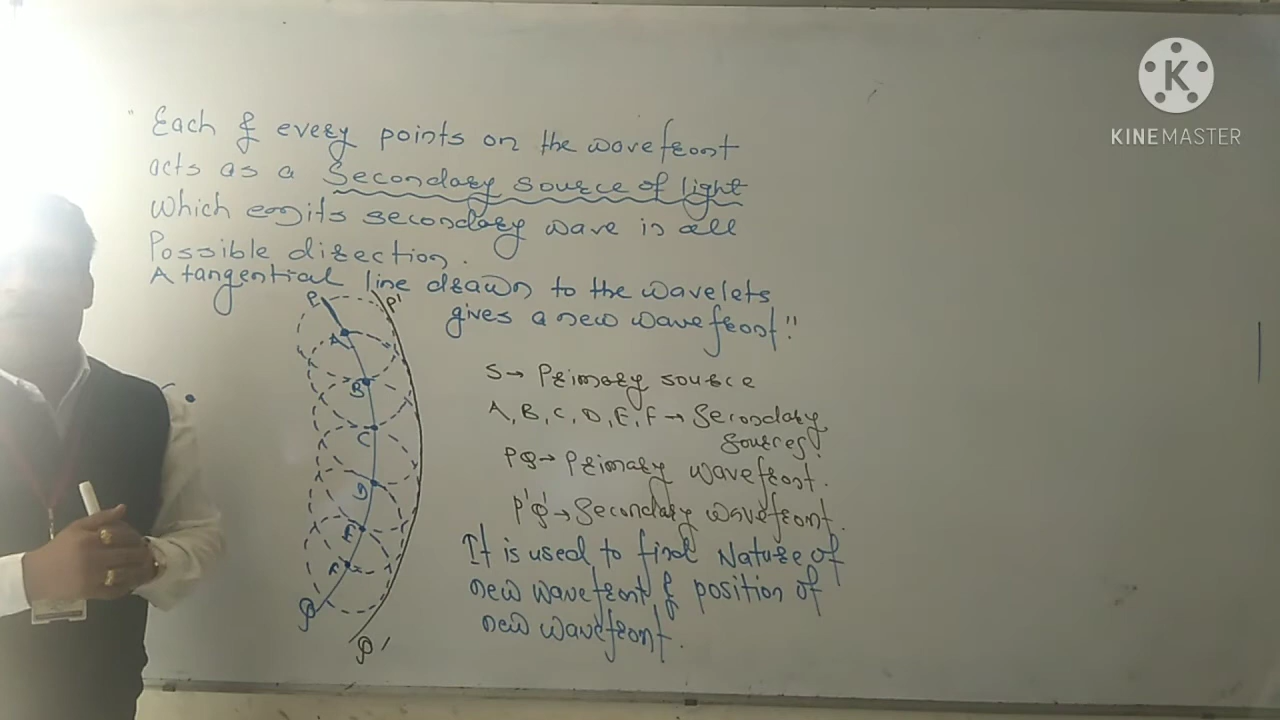 K
KINEMASTER
" Each & every points on the wavefront
acts as a Secondary source of light
which emits secondary wave in all
Possible direction.
A tangential line drawn to the wavelets
gives a new wavefront"
P
P'
A
B
C
D
E
F
Q
Q'
S.
S → Primary source
A, B, C, D, E, F → Secondary
sources.
PQ → Primary wavefront.
P'Q' → Secondary wavefront.
It is used to find Nature of
new wavefront & position of
new wavefront.